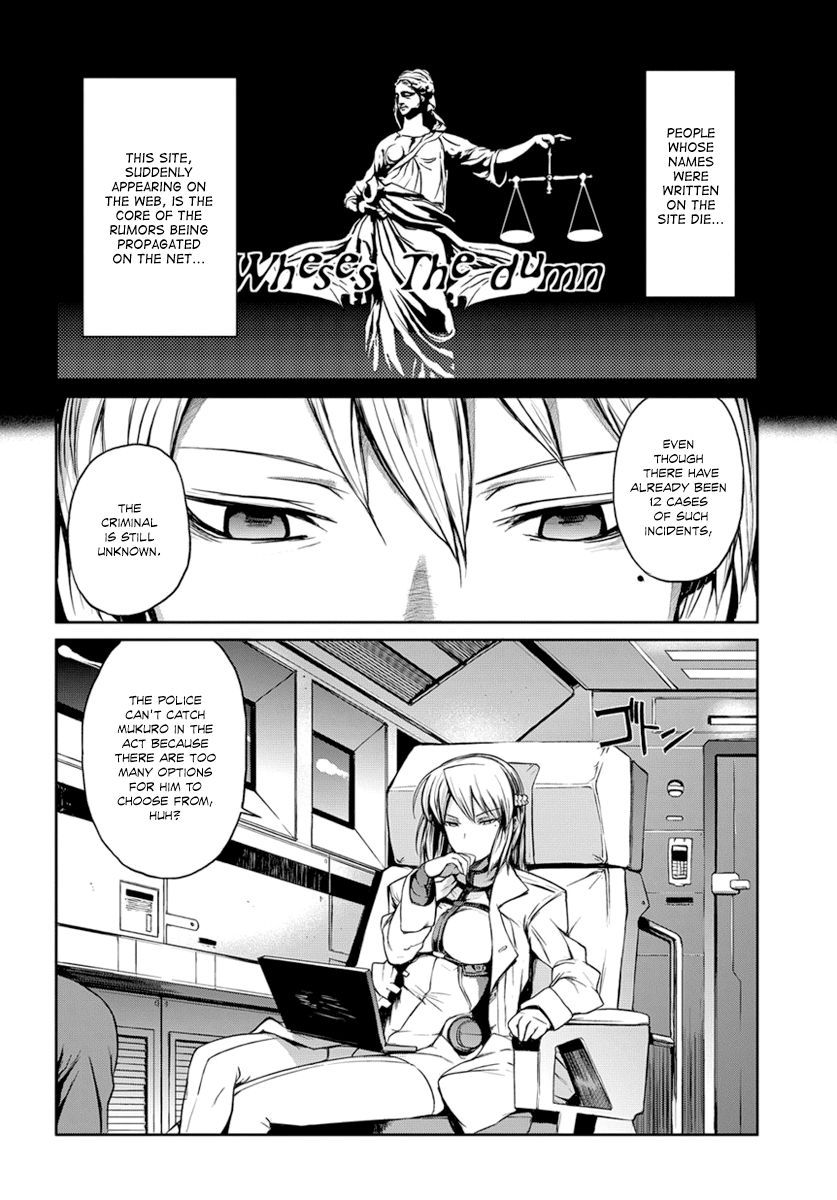 PEOPLE
WHOSE
NAMES
WERE
WRITTEN
ON THE
SITE DIE...
THIS SITE,
SUDDENLY
APPEARING ON
THE WEB, IS THE
CORE OF THE
RUMORS BEING
PROPAGATED
ON THE NET...
Wheses The dumn
EVEN
THOUGH
THERE HAVE
ALREADY BEEN
12 CASES
OF SUCH
INCIDENTS,
THE
CRIMINAL
IS STILL
UNKNOWN.
THE POLICE
CAN'T CATCH
MUKURO IN THE
ACT BECAUSE
THERE ARE TOO
MANY OPTIONS
FOR HIM TO
CHOOSE FROM,
HUH?
ゴトン